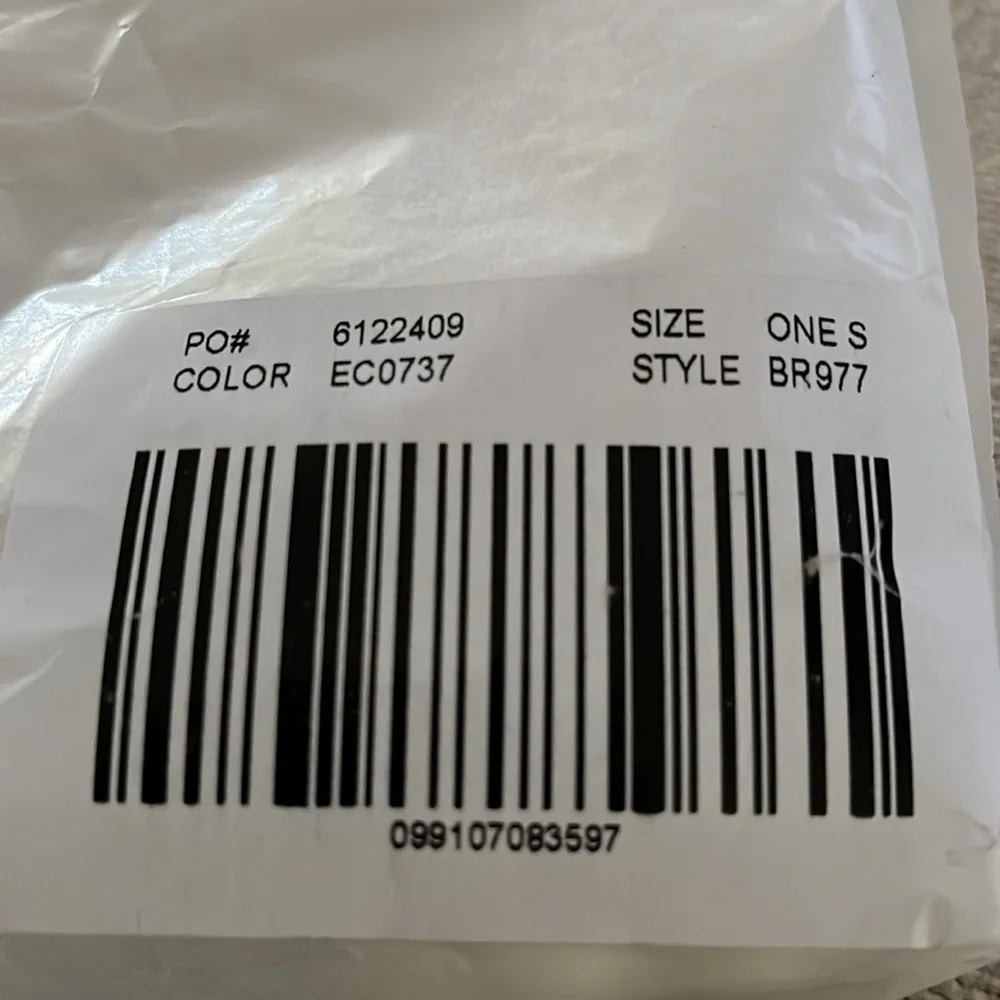 PO# 6122409 SIZE ONE S
COLOR EC0737 STYLE BR977
099107083597